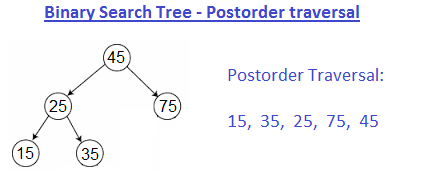 Binary Search Tree - Postorder traversal
45
25
75
15
35
Postorder Traversal:
15, 35, 25, 75, 45